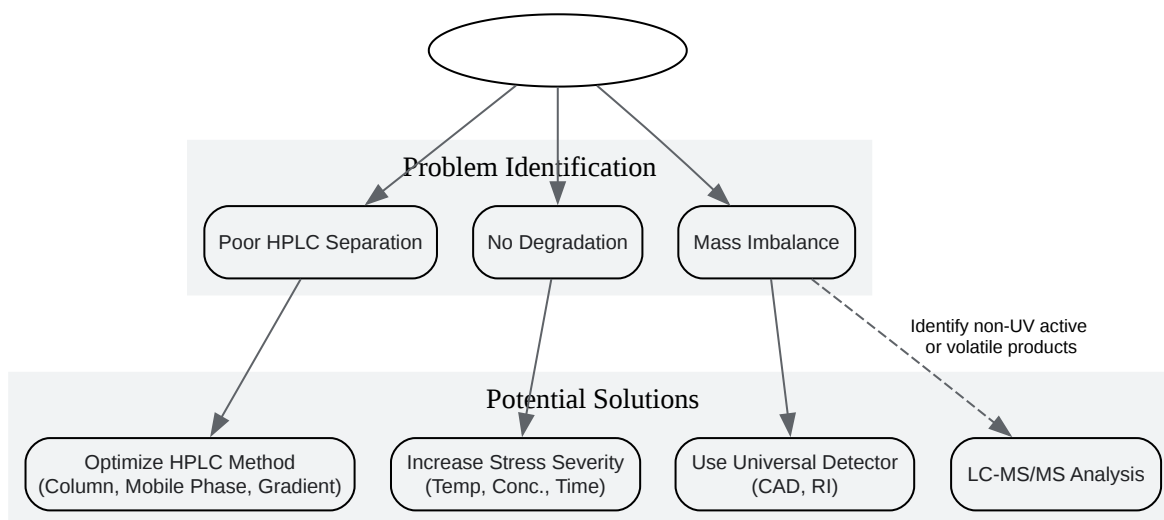 Problem Identification
Poor HPLC Separation
No Degradation
Mass Imbalance
Identify non-UV active
or volatile products
Potential Solutions
Optimize HPLC Method
(Column, Mobile Phase, Gradient)
Increase Stress Severity
(Temp, Conc., Time)
Use Universal Detector
(CAD, RI)
LC-MS/MS Analysis